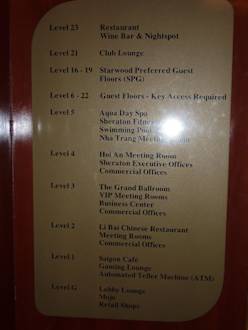 Level 23 Restaurant
Wine Bar & Nightspot
Level 21 Club Lounge
Level 16 - 19 Starwood Preferred Guest
Floors (SPG)
Level 6 - 22 Guest Floors - Key Access Required
Level 5 Aqua Day Spa
Sheraton Fitness
Swimming Pool
Nha Trang Meeting Room
Level 4 Hoi An Meeting Room
Sheraton Executive Offices
Commercial Offices
Level 3 The Grand Ballroom
VIP Meeting Rooms
Business Center
Commercial Offices
Level 2 Li Bai Chinese Restaurant
Meeting Rooms
Commercial Offices
Level 1 Saigon Café
Gaming Lounge
Automated Teller Machine (ATM)
Level G Lobby Lounge
Mojo
Retail Shops